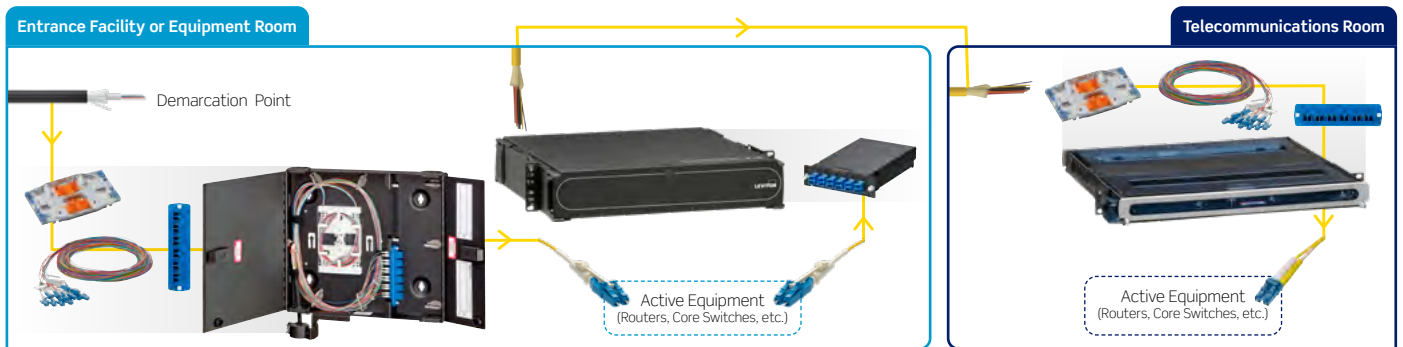 Entrance Facility or Equipment Room
Telecommunications Room
Demarcation Point
LEVITON
Active Equipment
(Routers, Core Switches, etc.)
Active Equipment
(Routers, Core Switches, etc.)